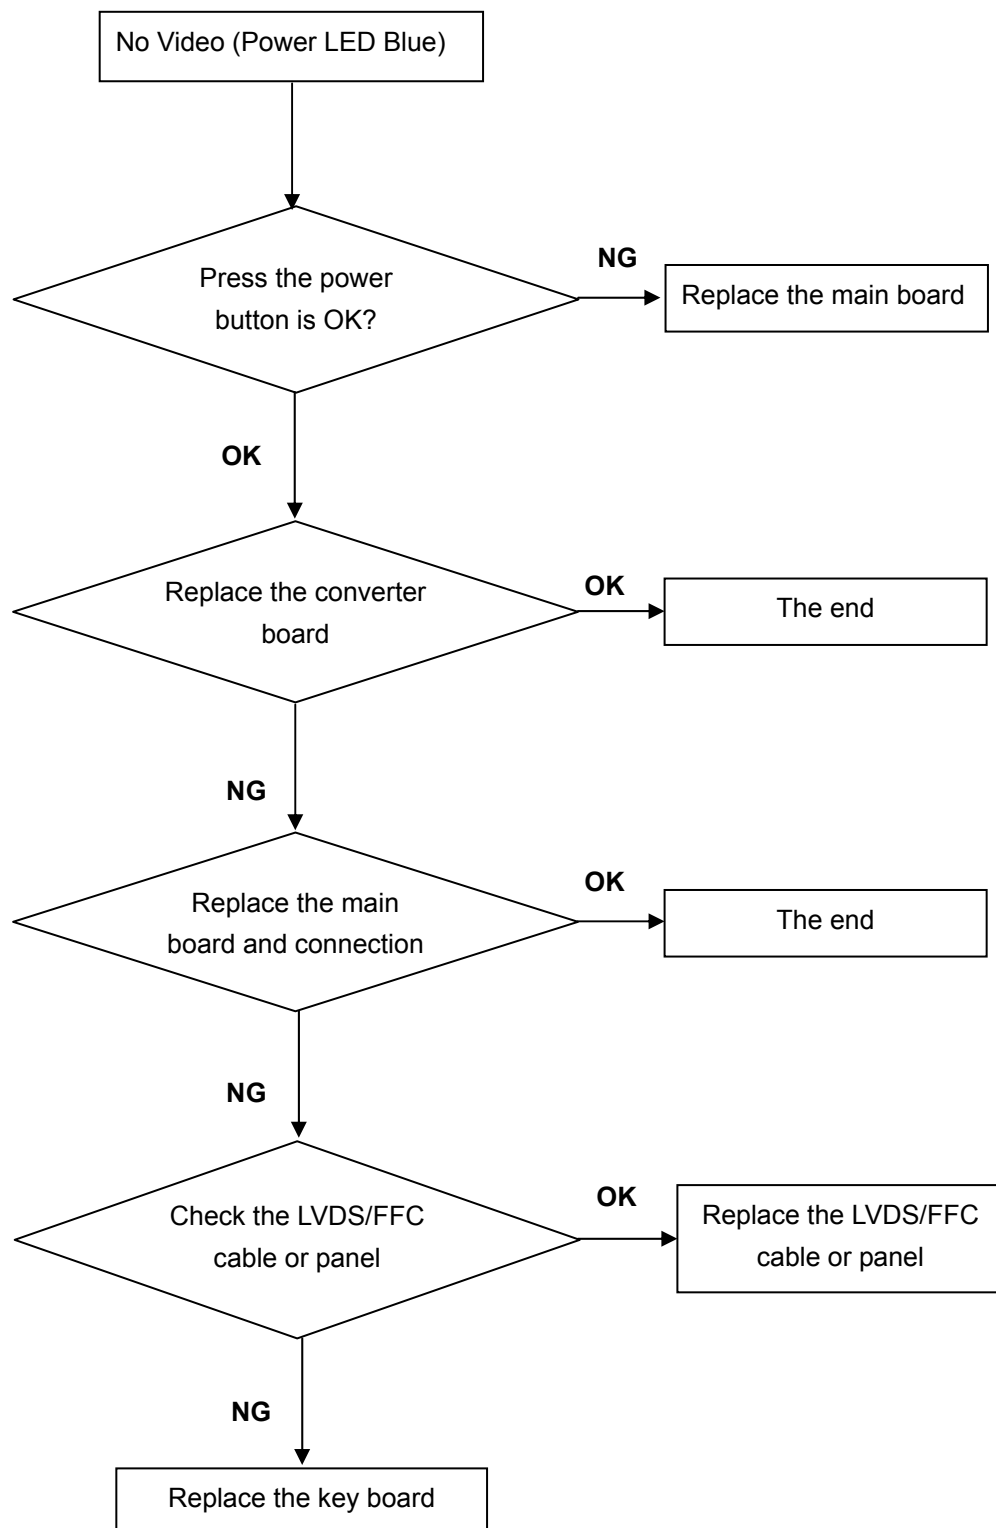 No Video (Power LED Blue)
Press the power
button is OK?
NG
Replace the main board
OK
Replace the converter
board
OK
The end
NG
Replace the main
board and connection
OK
The end
NG
Check the LVDS/FFC
cable or panel
OK
Replace the LVDS/FFC
cable or panel
NG
Replace the key board